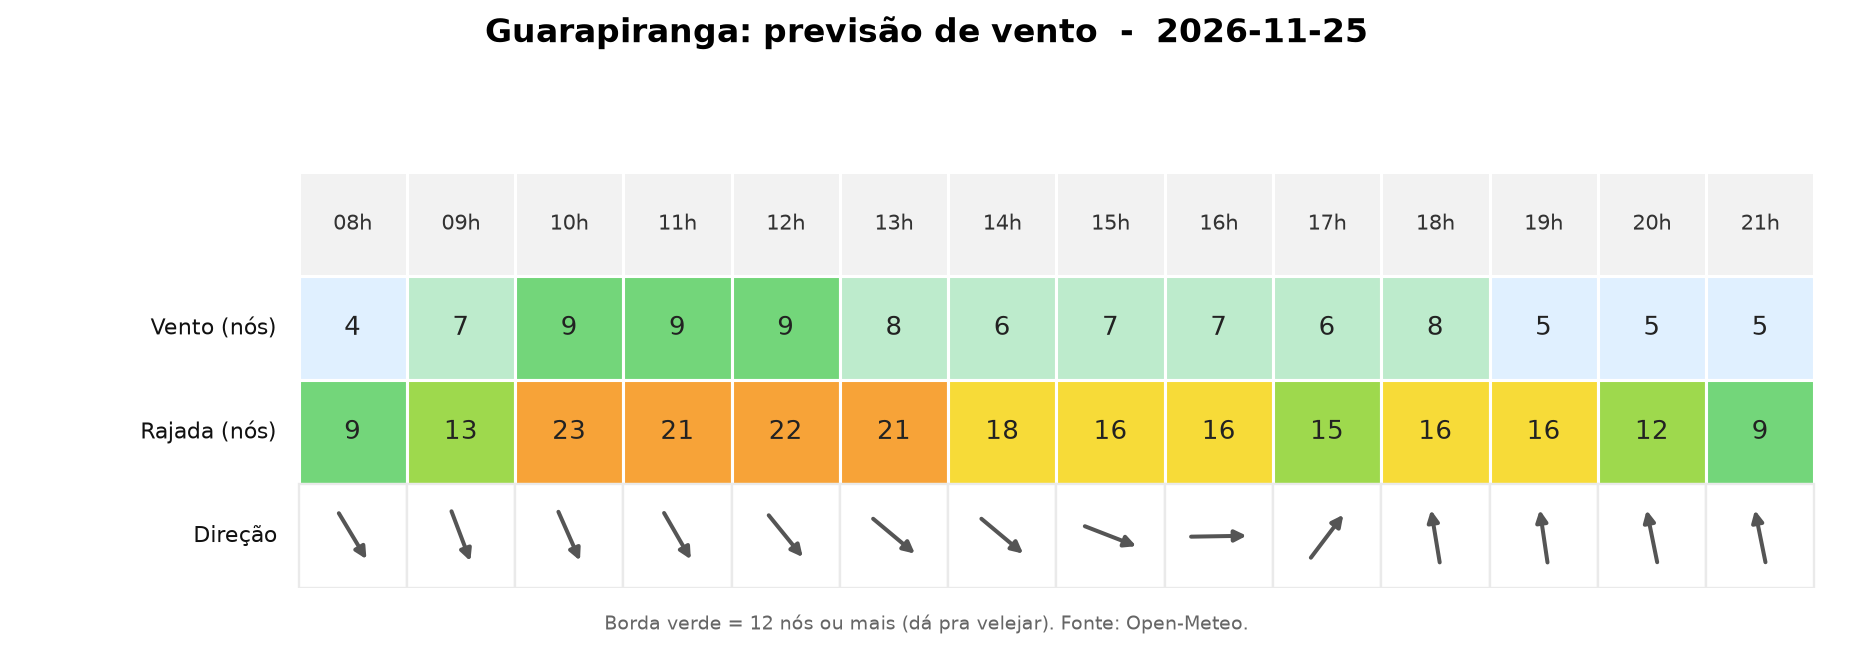 Guarapiranga: previsão de vento - 2026-11-25
08h 09h 10h 11h 12h 13h 14h 15h 16h 17h 18h 19h 20h 21h
Vento (nós) 4 7 9 9 9 8 6 7 7 6 8 5 5 5
Rajada (nós) 9 13 23 21 22 21 18 16 16 15 16 16 12 9
Direção
Borda verde = 12 nós ou mais (dá pra velejar). Fonte: Open-Meteo.